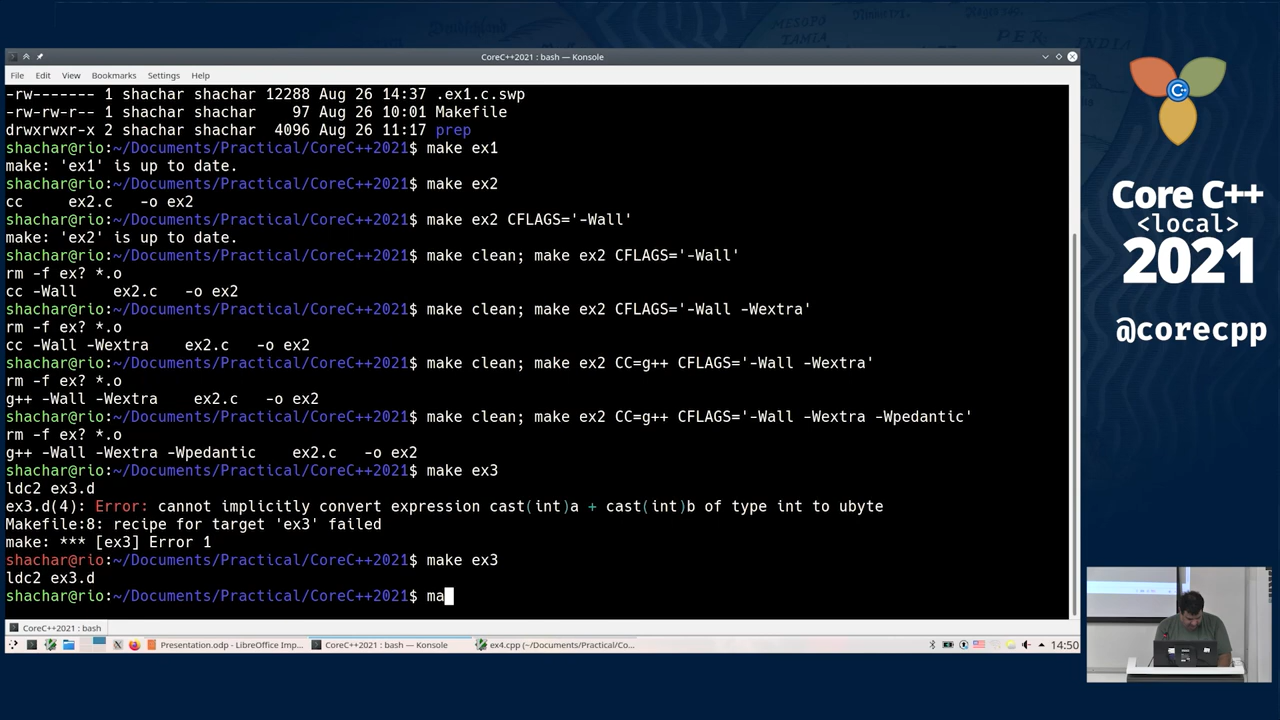 MESOPO
TAMIA
PER
INDIA
CoreC++2021 : bash — Konsole
File Edit View Bookmarks Settings Help
-rw------- 1 shachar shachar 12288 Aug 26 14:37 .ex1.c.swp
-rw-rw-r-- 1 shachar shachar    97 Aug 26 10:01 Makefile
drwxrwxr-x 2 shachar shachar  4096 Aug 26 11:17 prep
shachar@rio:~/Documents/Practical/CoreC++2021$ make ex1
make: 'ex1' is up to date.
shachar@rio:~/Documents/Practical/CoreC++2021$ make ex2
cc     ex2.c   -o ex2
shachar@rio:~/Documents/Practical/CoreC++2021$ make ex2 CFLAGS='-Wall'
make: 'ex2' is up to date.
shachar@rio:~/Documents/Practical/CoreC++2021$ make clean; make ex2 CFLAGS='-Wall'
rm -f ex? *.o
cc -Wall    ex2.c   -o ex2
shachar@rio:~/Documents/Practical/CoreC++2021$ make clean; make ex2 CFLAGS='-Wall -Wextra'
rm -f ex? *.o
cc -Wall -Wextra    ex2.c   -o ex2
shachar@rio:~/Documents/Practical/CoreC++2021$ make clean; make ex2 CC=g++ CFLAGS='-Wall -Wextra'
rm -f ex? *.o
g++ -Wall -Wextra    ex2.c   -o ex2
shachar@rio:~/Documents/Practical/CoreC++2021$ make clean; make ex2 CC=g++ CFLAGS='-Wall -Wextra -Wpedantic'
rm -f ex? *.o
g++ -Wall -Wextra -Wpedantic    ex2.c   -o ex2
shachar@rio:~/Documents/Practical/CoreC++2021$ make ex3
ldc2 ex3.d
ex3.d(4): Error: cannot implicitly convert expression cast(int)a + cast(int)b of type int to ubyte
Makefile:8: recipe for target 'ex3' failed
make: *** [ex3] Error 1
shachar@rio:~/Documents/Practical/CoreC++2021$ make ex3
ldc2 ex3.d
shachar@rio:~/Documents/Practical/CoreC++2021$ ma
CoreC++2021 : bash
Presentation.odp - LibreOffice Imp... CoreC++2021 : bash — Konsole ex4.cpp (~/Documents/Practical/Co... 14:50
C++
Core C++
<local>
2021
@corecpp